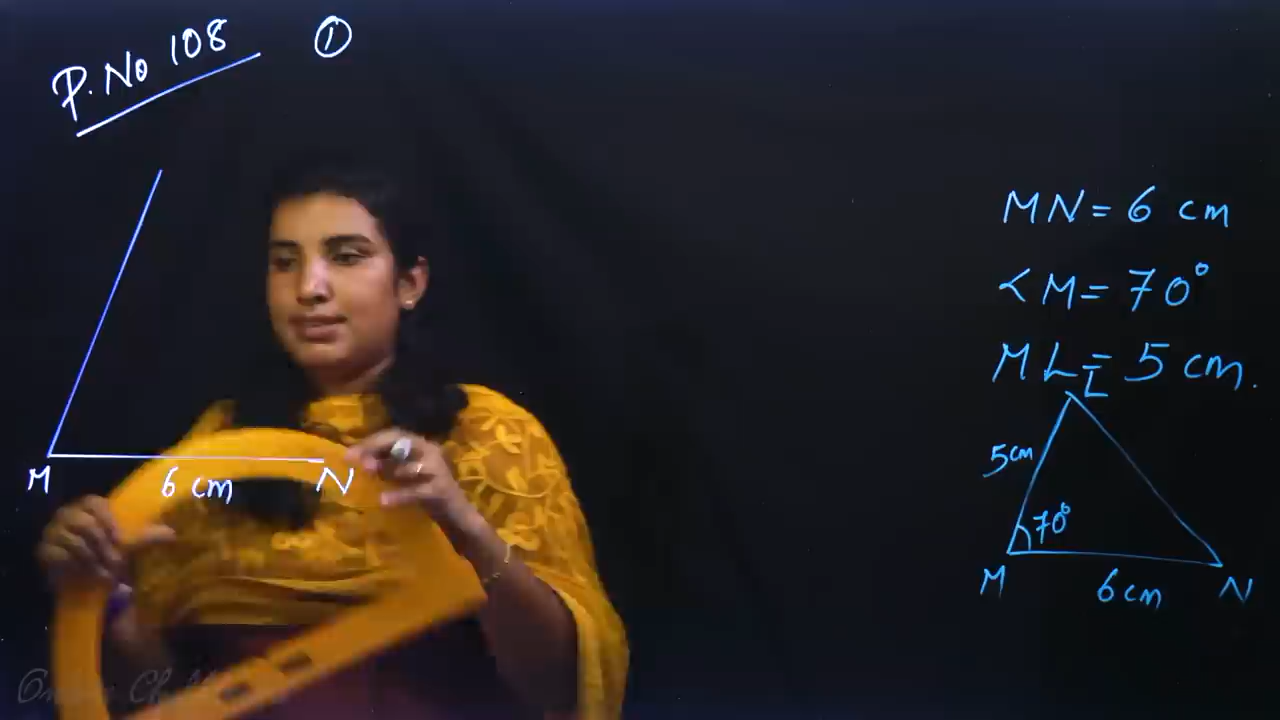 P.No 108 ①
M 6 cm N
MN = 6 cm
∠M = 70°
ML = 5 cm.
L
5cm
70°
M 6cm N